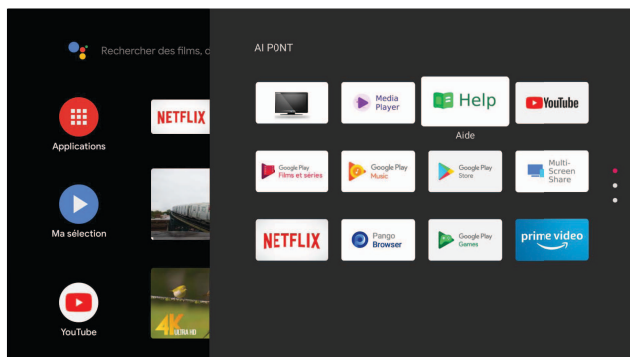 Rechercher des films, d
Applications
NETFLIX
Ma sélection
YouTube
4K
ULTRA HD
AI PONT
Media
Player
Help
Aide
YouTube
Google Play
Films et séries
Google Play
Music
Google Play
Store
Multi-
Screen
Share
NETFLIX
Pango
Browser
Google Play
Games
prime video